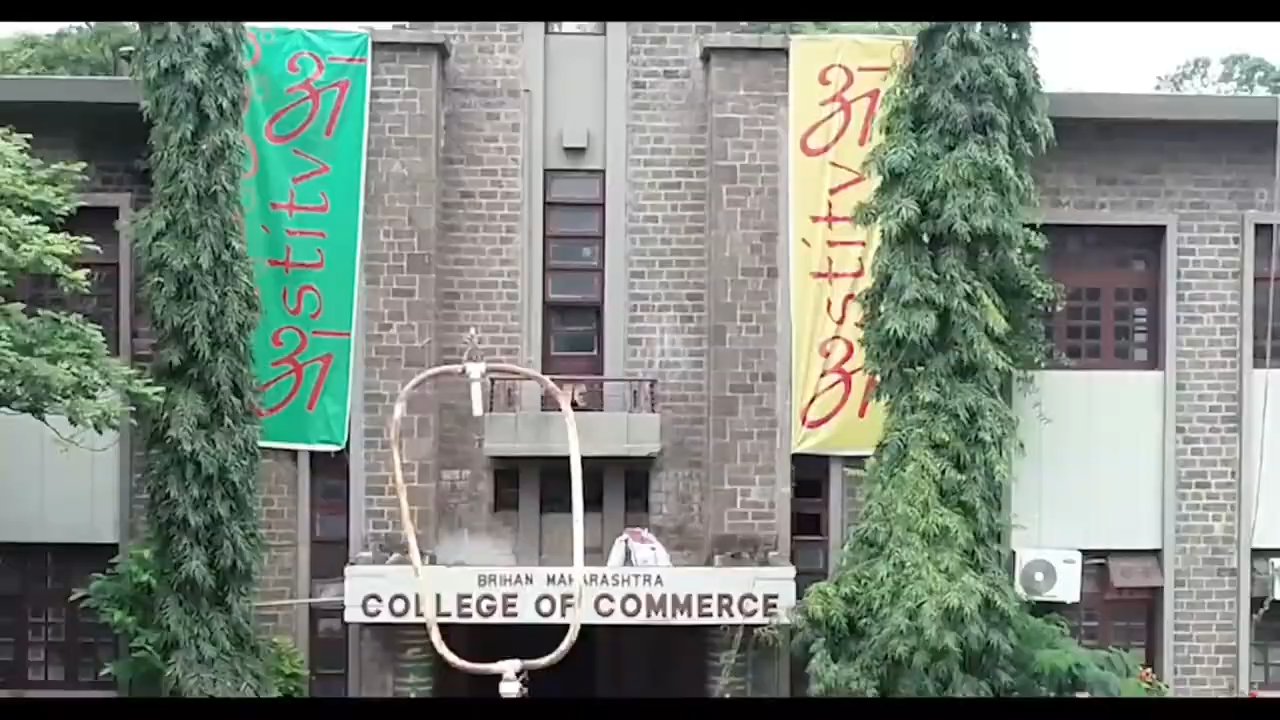 अstitvअ
अstitvअ
BRIHAN MAHARASHTRA
COLLEGE OF COMMERCE